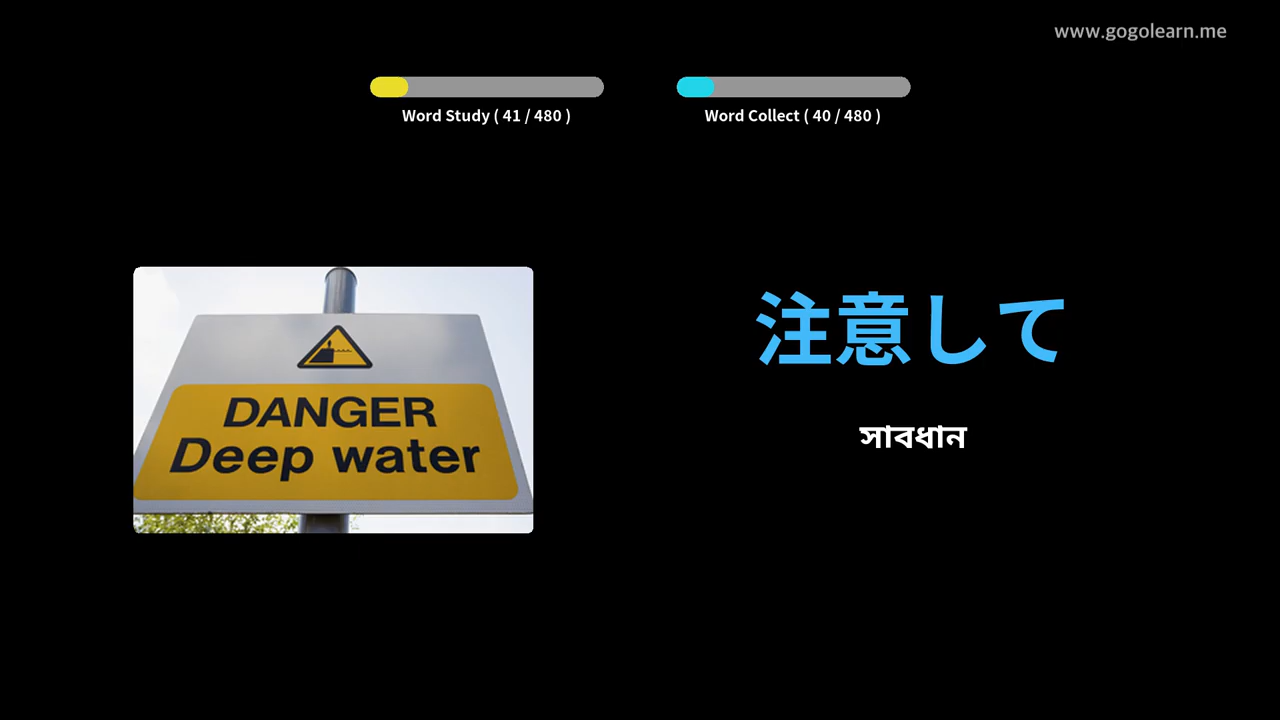 www.gogolearn.me
Word Study ( 41 / 480 )
Word Collect ( 40 / 480 )
DANGER
Deep water
注意して
সাবধান